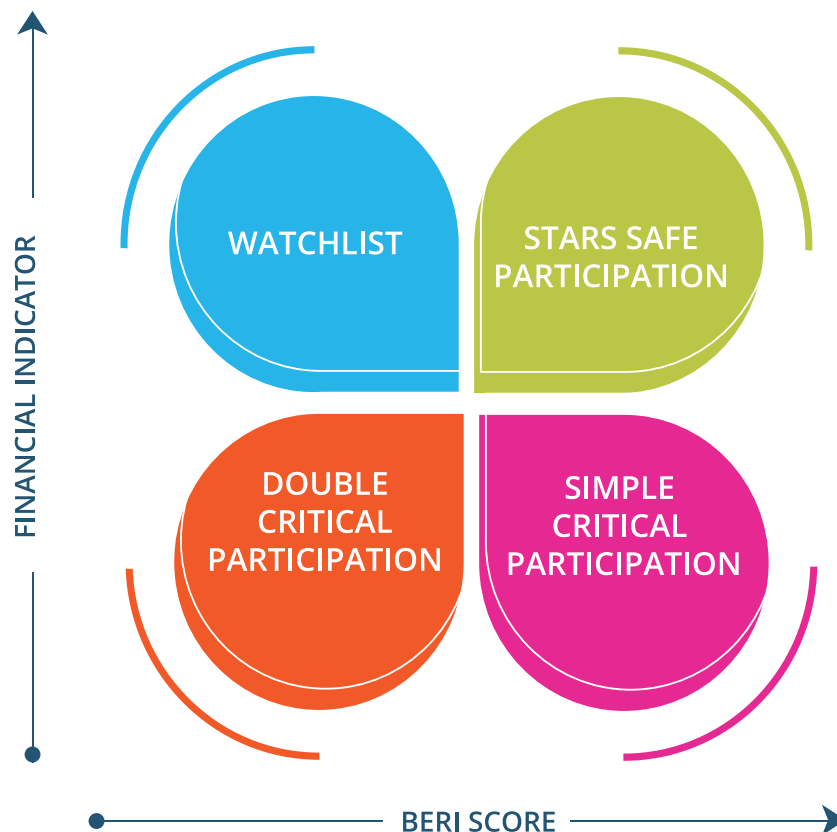 WATCHLIST
STARS SAFE
PARTICIPATION
FINANCIAL INDICATOR
DOUBLE
CRITICAL
PARTICIPATION
SIMPLE
CRITICAL
PARTICIPATION
BERI SCORE